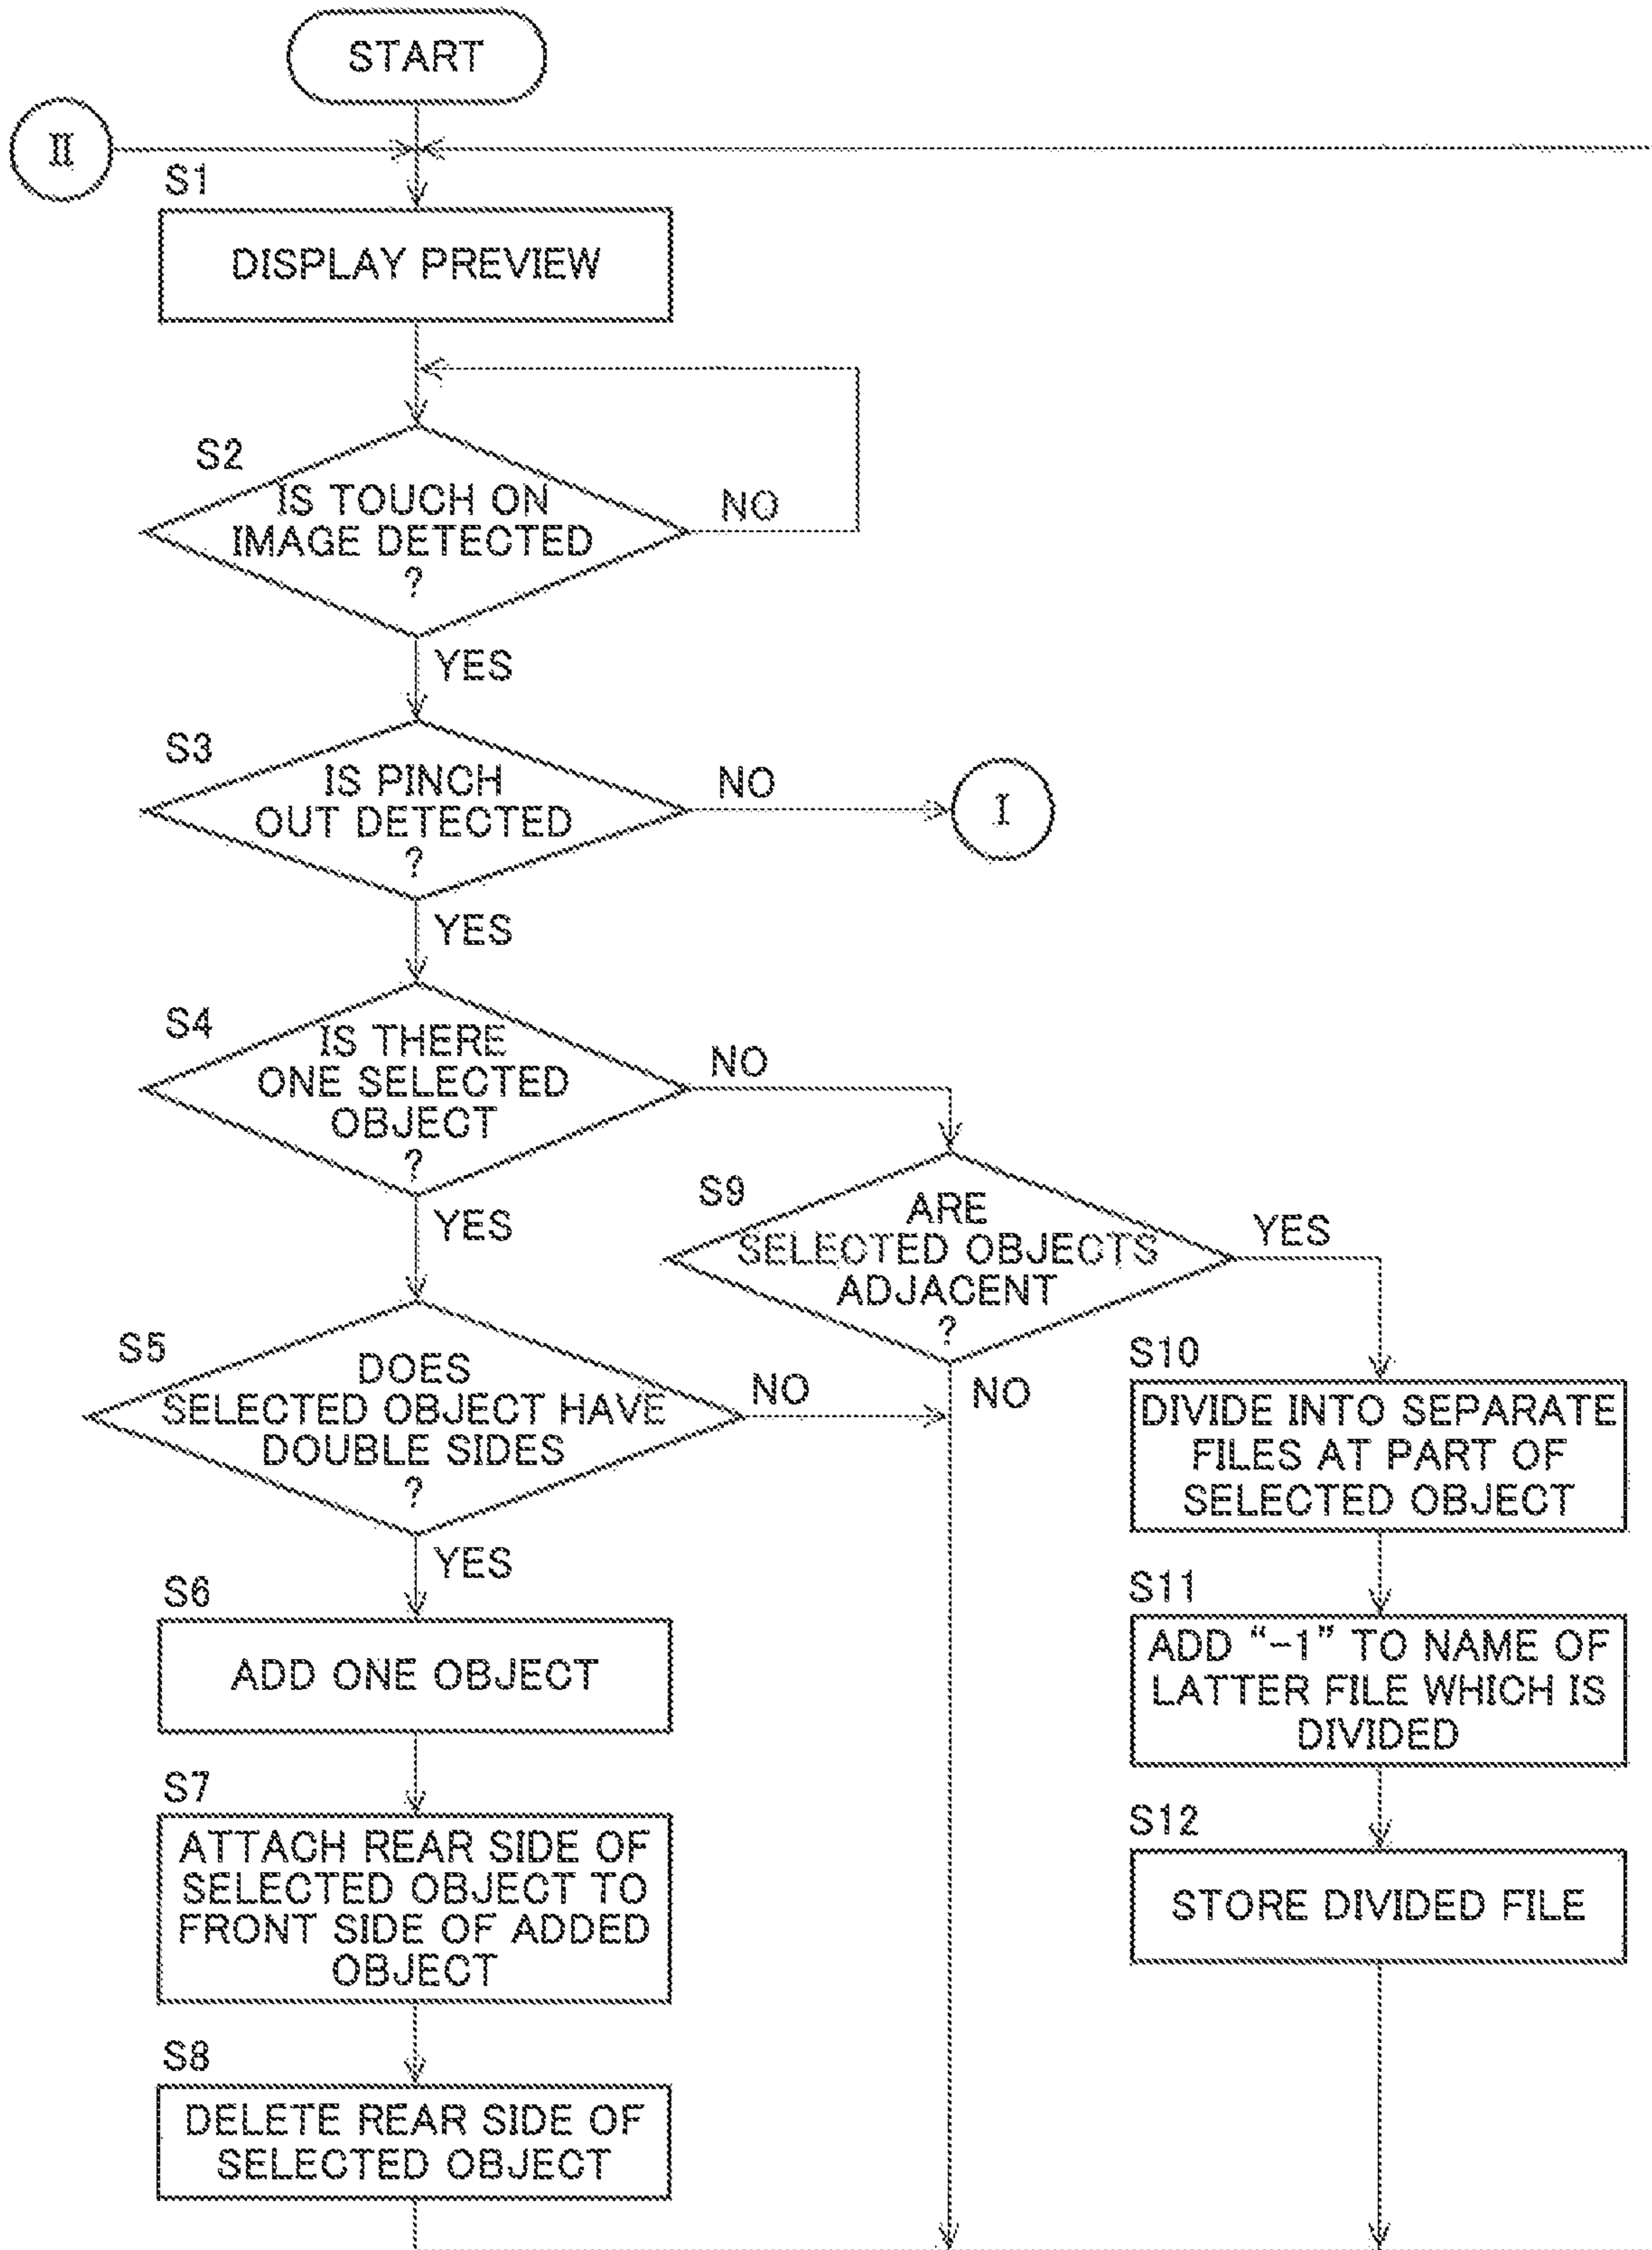 START
II
S1
DISPLAY PREVIEW
S2
IS TOUCH ON
IMAGE DETECTED
?
NO
YES
S3
IS PINCH
OUT DETECTED
?
NO
I
YES
S4
IS THERE
ONE SELECTED
OBJECT
?
NO
YES
S9
ARE
SELECTED OBJECTS
ADJACENT
?
YES
NO
S5
DOES
SELECTED OBJECT HAVE
DOUBLE SIDES
?
NO
YES
S10
DIVIDE INTO SEPARATE
FILES AT PART OF
SELECTED OBJECT
S6
ADD ONE OBJECT
S11
ADD “-1” TO NAME OF
LATTER FILE WHICH IS
DIVIDED
S7
ATTACH REAR SIDE OF
SELECTED OBJECT TO
FRONT SIDE OF ADDED
OBJECT
S12
STORE DIVIDED FILE
S8
DELETE REAR SIDE OF
SELECTED OBJECT